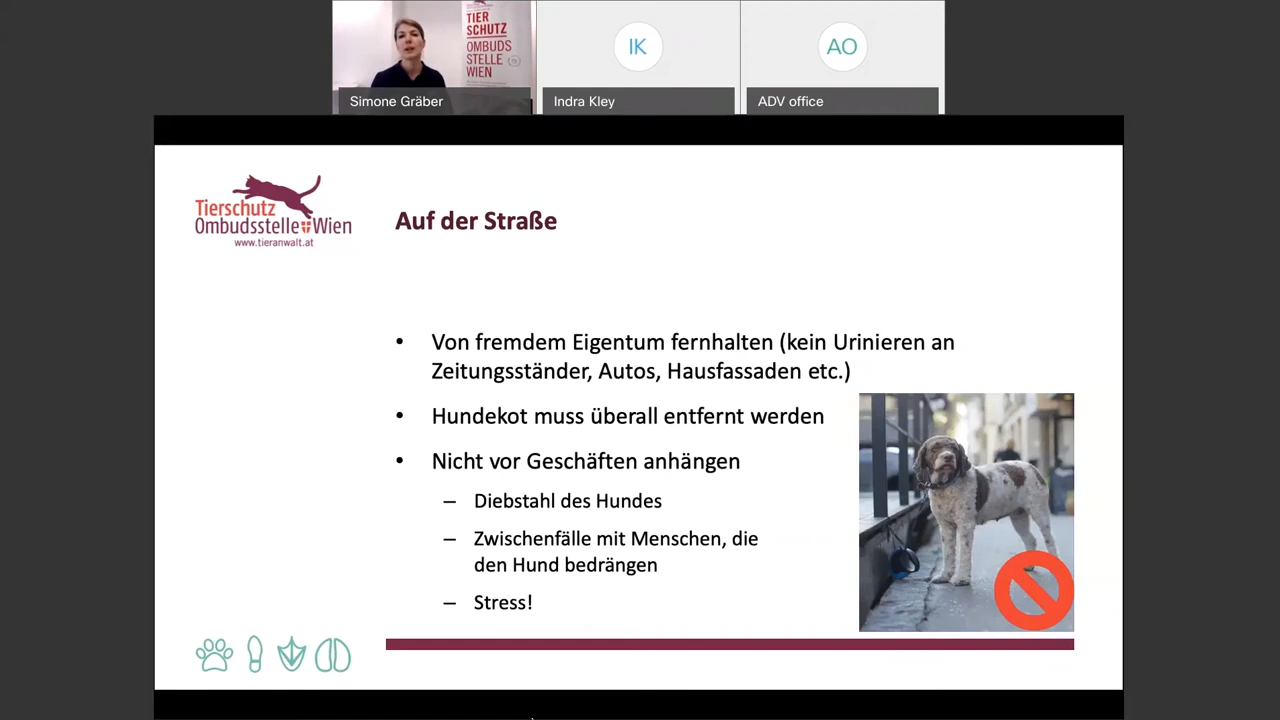 TIER
SCHUTZ
OMBUDS
STELLE
WIEN
IK
AO
Simone Gräber
Indra Kley
ADV office
Tierschutz
Ombudsstelle Wien
www.tieranwalt.at
Auf der Straße
• Von fremdem Eigentum fernhalten (kein Urinieren an
Zeitungsständer, Autos, Hausfassaden etc.)
• Hundekot muss überall entfernt werden
• Nicht vor Geschäften anhängen
– Diebstahl des Hundes
– Zwischenfälle mit Menschen, die
den Hund bedrängen
– Stress!